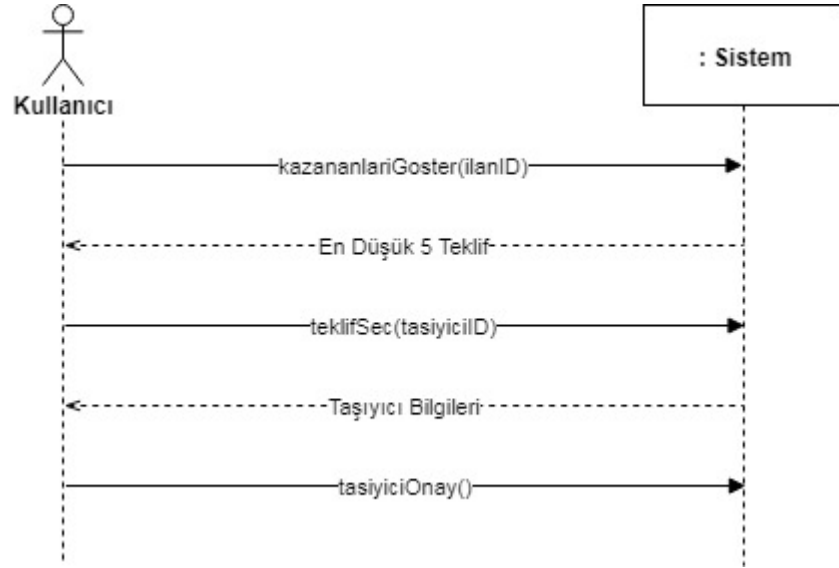 Kullanıcı
: Sistem
kazananlariGoster(ilanID)
En Düşük 5 Teklif
teklifSec(tasiyiciID)
Taşıyıcı Bilgileri
tasiyiciOnay()